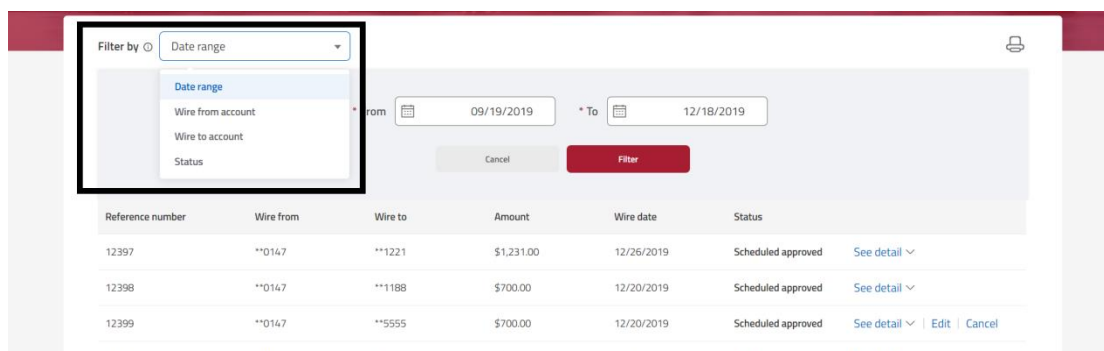 Filter by Date range
Date range
Wire from account
Wire to account
Status
* From 09/19/2019 * To 12/18/2019
Cancel Filter
Reference number Wire from Wire to Amount Wire date Status
12397 **0147 **1221 $1,231.00 12/26/2019 Scheduled approved See detail
12398 **0147 **1188 $700.00 12/20/2019 Scheduled approved See detail
12399 **0147 **5555 $700.00 12/20/2019 Scheduled approved See detail | Edit | Cancel